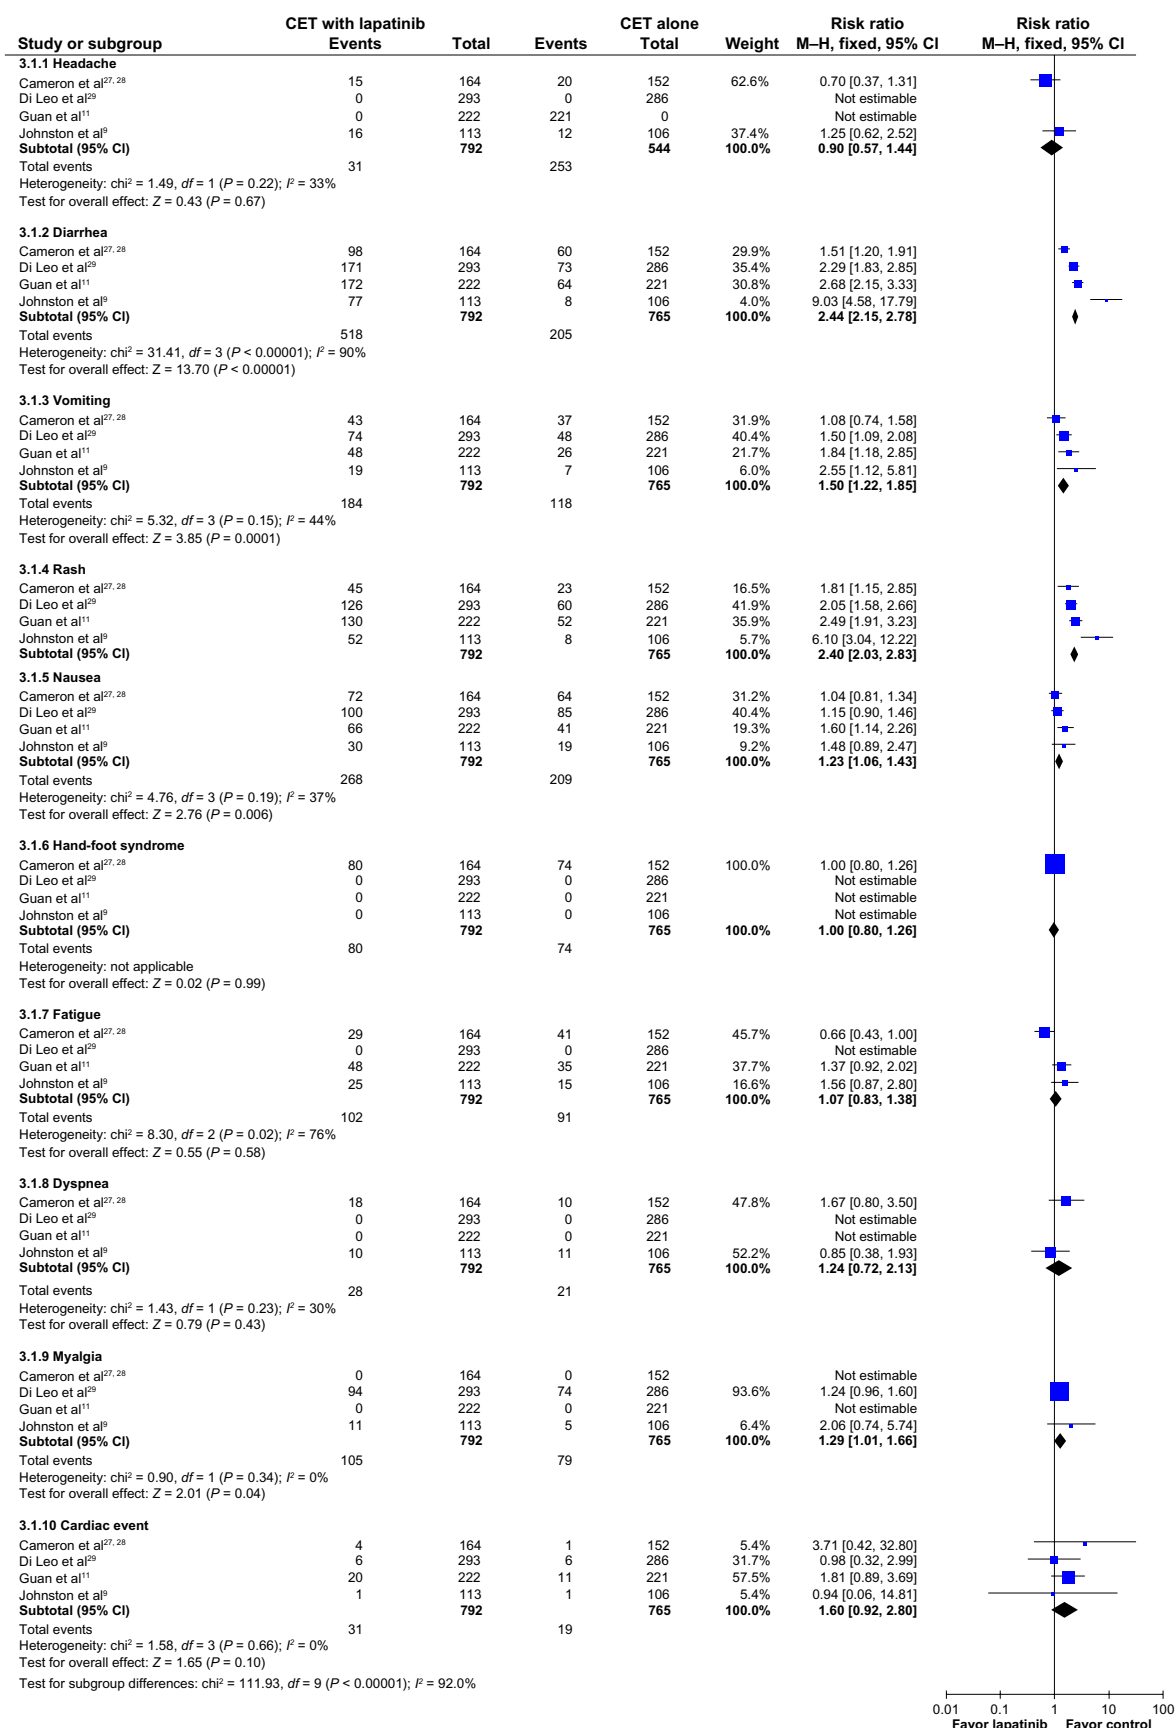 CET with lapatinib CET alone Risk ratio Risk ratio
Study or subgroup Events Total Events Total Weight M–H, fixed, 95% CI M–H, fixed, 95% CI
3.1.1 Headache
Cameron et al27, 28 15 164 20 152 62.6% 0.70 [0.37, 1.31]
Di Leo et al29 0 293 0 286 Not estimable
Guan et al11 0 222 221 0 Not estimable
Johnston et al9 16 113 12 106 37.4% 1.25 [0.62, 2.52]
Subtotal (95% CI) 792 544 100.0% 0.90 [0.57, 1.44]
Total events 31 253
Heterogeneity: chi² = 1.49, df = 1 (P = 0.22); I² = 33%
Test for overall effect: Z = 0.43 (P = 0.67)
3.1.2 Diarrhea
Cameron et al27, 28 98 164 60 152 29.9% 1.51 [1.20, 1.91]
Di Leo et al29 171 293 73 286 35.4% 2.29 [1.83, 2.85]
Guan et al11 172 222 64 221 30.8% 2.68 [2.15, 3.33]
Johnston et al9 77 113 8 106 4.0% 9.03 [4.58, 17.79]
Subtotal (95% CI) 792 765 100.0% 2.44 [2.15, 2.78]
Total events 518 205
Heterogeneity: chi² = 31.41, df = 3 (P < 0.00001); I² = 90%
Test for overall effect: Z = 13.70 (P < 0.00001)
3.1.3 Vomiting
Cameron et al27, 28 43 164 37 152 31.9% 1.08 [0.74, 1.58]
Di Leo et al29 74 293 48 286 40.4% 1.50 [1.09, 2.08]
Guan et al11 48 222 26 221 21.7% 1.84 [1.18, 2.85]
Johnston et al9 19 113 7 106 6.0% 2.55 [1.12, 5.81]
Subtotal (95% CI) 792 765 100.0% 1.50 [1.22, 1.85]
Total events 184 118
Heterogeneity: chi² = 5.32, df = 3 (P = 0.15); I² = 44%
Test for overall effect: Z = 3.85 (P = 0.0001)
3.1.4 Rash
Cameron et al27, 28 45 164 23 152 16.5% 1.81 [1.15, 2.85]
Di Leo et al29 126 293 60 286 41.9% 2.05 [1.58, 2.66]
Guan et al11 130 222 52 221 35.9% 2.49 [1.91, 3.23]
Johnston et al9 52 113 8 106 5.7% 6.10 [3.04, 12.22]
Subtotal (95% CI) 792 765 100.0% 2.40 [2.03, 2.83]
3.1.5 Nausea
Cameron et al27, 28 72 164 64 152 31.2% 1.04 [0.81, 1.34]
Di Leo et al29 100 293 85 286 40.4% 1.15 [0.90, 1.46]
Guan et al11 66 222 41 221 19.3% 1.60 [1.14, 2.26]
Johnston et al9 30 113 19 106 9.2% 1.48 [0.89, 2.47]
Subtotal (95% CI) 792 765 100.0% 1.23 [1.06, 1.43]
Total events 268 209
Heterogeneity: chi² = 4.76, df = 3 (P = 0.19); I² = 37%
Test for overall effect: Z = 2.76 (P = 0.006)
3.1.6 Hand-foot syndrome
Cameron et al27, 28 80 164 74 152 100.0% 1.00 [0.80, 1.26]
Di Leo et al29 0 293 0 286 Not estimable
Guan et al11 0 222 0 221 Not estimable
Johnston et al9 0 113 0 106 Not estimable
Subtotal (95% CI) 792 765 100.0% 1.00 [0.80, 1.26]
Total events 80 74
Heterogeneity: not applicable
Test for overall effect: Z = 0.02 (P = 0.99)
3.1.7 Fatigue
Cameron et al27, 28 29 164 41 152 45.7% 0.66 [0.43, 1.00]
Di Leo et al29 0 293 0 286 Not estimable
Guan et al11 48 222 35 221 37.7% 1.37 [0.92, 2.02]
Johnston et al9 25 113 15 106 16.6% 1.56 [0.87, 2.80]
Subtotal (95% CI) 792 765 100.0% 1.07 [0.83, 1.38]
Total events 102 91
Heterogeneity: chi² = 8.30, df = 2 (P = 0.02); I² = 76%
Test for overall effect: Z = 0.55 (P = 0.58)
3.1.8 Dyspnea
Cameron et al27, 28 18 164 10 152 47.8% 1.67 [0.80, 3.50]
Di Leo et al29 0 293 0 286 Not estimable
Guan et al11 0 222 0 221 Not estimable
Johnston et al9 10 113 11 106 52.2% 0.85 [0.38, 1.93]
Subtotal (95% CI) 792 765 100.0% 1.24 [0.72, 2.13]
Total events 28 21
Heterogeneity: chi² = 1.43, df = 1 (P = 0.23); I² = 30%
Test for overall effect: Z = 0.79 (P = 0.43)
3.1.9 Myalgia
Cameron et al27, 28 0 164 0 152 Not estimable
Di Leo et al29 94 293 74 286 93.6% 1.24 [0.96, 1.60]
Guan et al11 0 222 0 221 Not estimable
Johnston et al9 11 113 5 106 6.4% 2.06 [0.74, 5.74]
Subtotal (95% CI) 792 765 100.0% 1.29 [1.01, 1.66]
Total events 105 79
Heterogeneity: chi² = 0.90, df = 1 (P = 0.34); I² = 0%
Test for overall effect: Z = 2.01 (P = 0.04)
3.1.10 Cardiac event
Cameron et al27, 28 4 164 1 152 5.4% 3.71 [0.42, 32.80]
Di Leo et al29 6 293 6 286 31.7% 0.98 [0.32, 2.99]
Guan et al11 20 222 11 221 57.5% 1.81 [0.89, 3.69]
Johnston et al9 1 113 1 106 5.4% 0.94 [0.06, 14.81]
Subtotal (95% CI) 792 765 100.0% 1.60 [0.92, 2.80]
Total events 31 19
Heterogeneity: chi² = 1.58, df = 3 (P = 0.66); I² = 0%
Test for overall effect: Z = 1.65 (P = 0.10)
Test for subgroup differences: chi² = 111.93, df = 9 (P < 0.00001); I² = 92.0%
0.01 0.1 1 10 100
Favor lapatinib Favor control